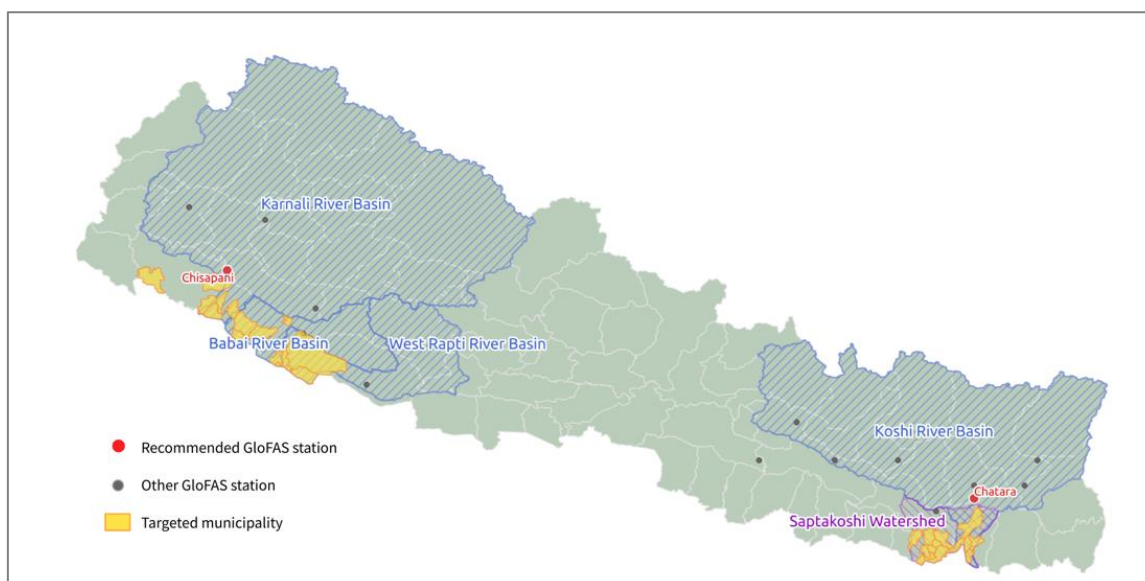 Karnali River Basin
Chisapani
Babai River Basin
West Rapti River Basin
Koshi River Basin
Chatara
Saptakoshi Watershed
Recommended GloFAS station
Other GloFAS station
Targeted municipality